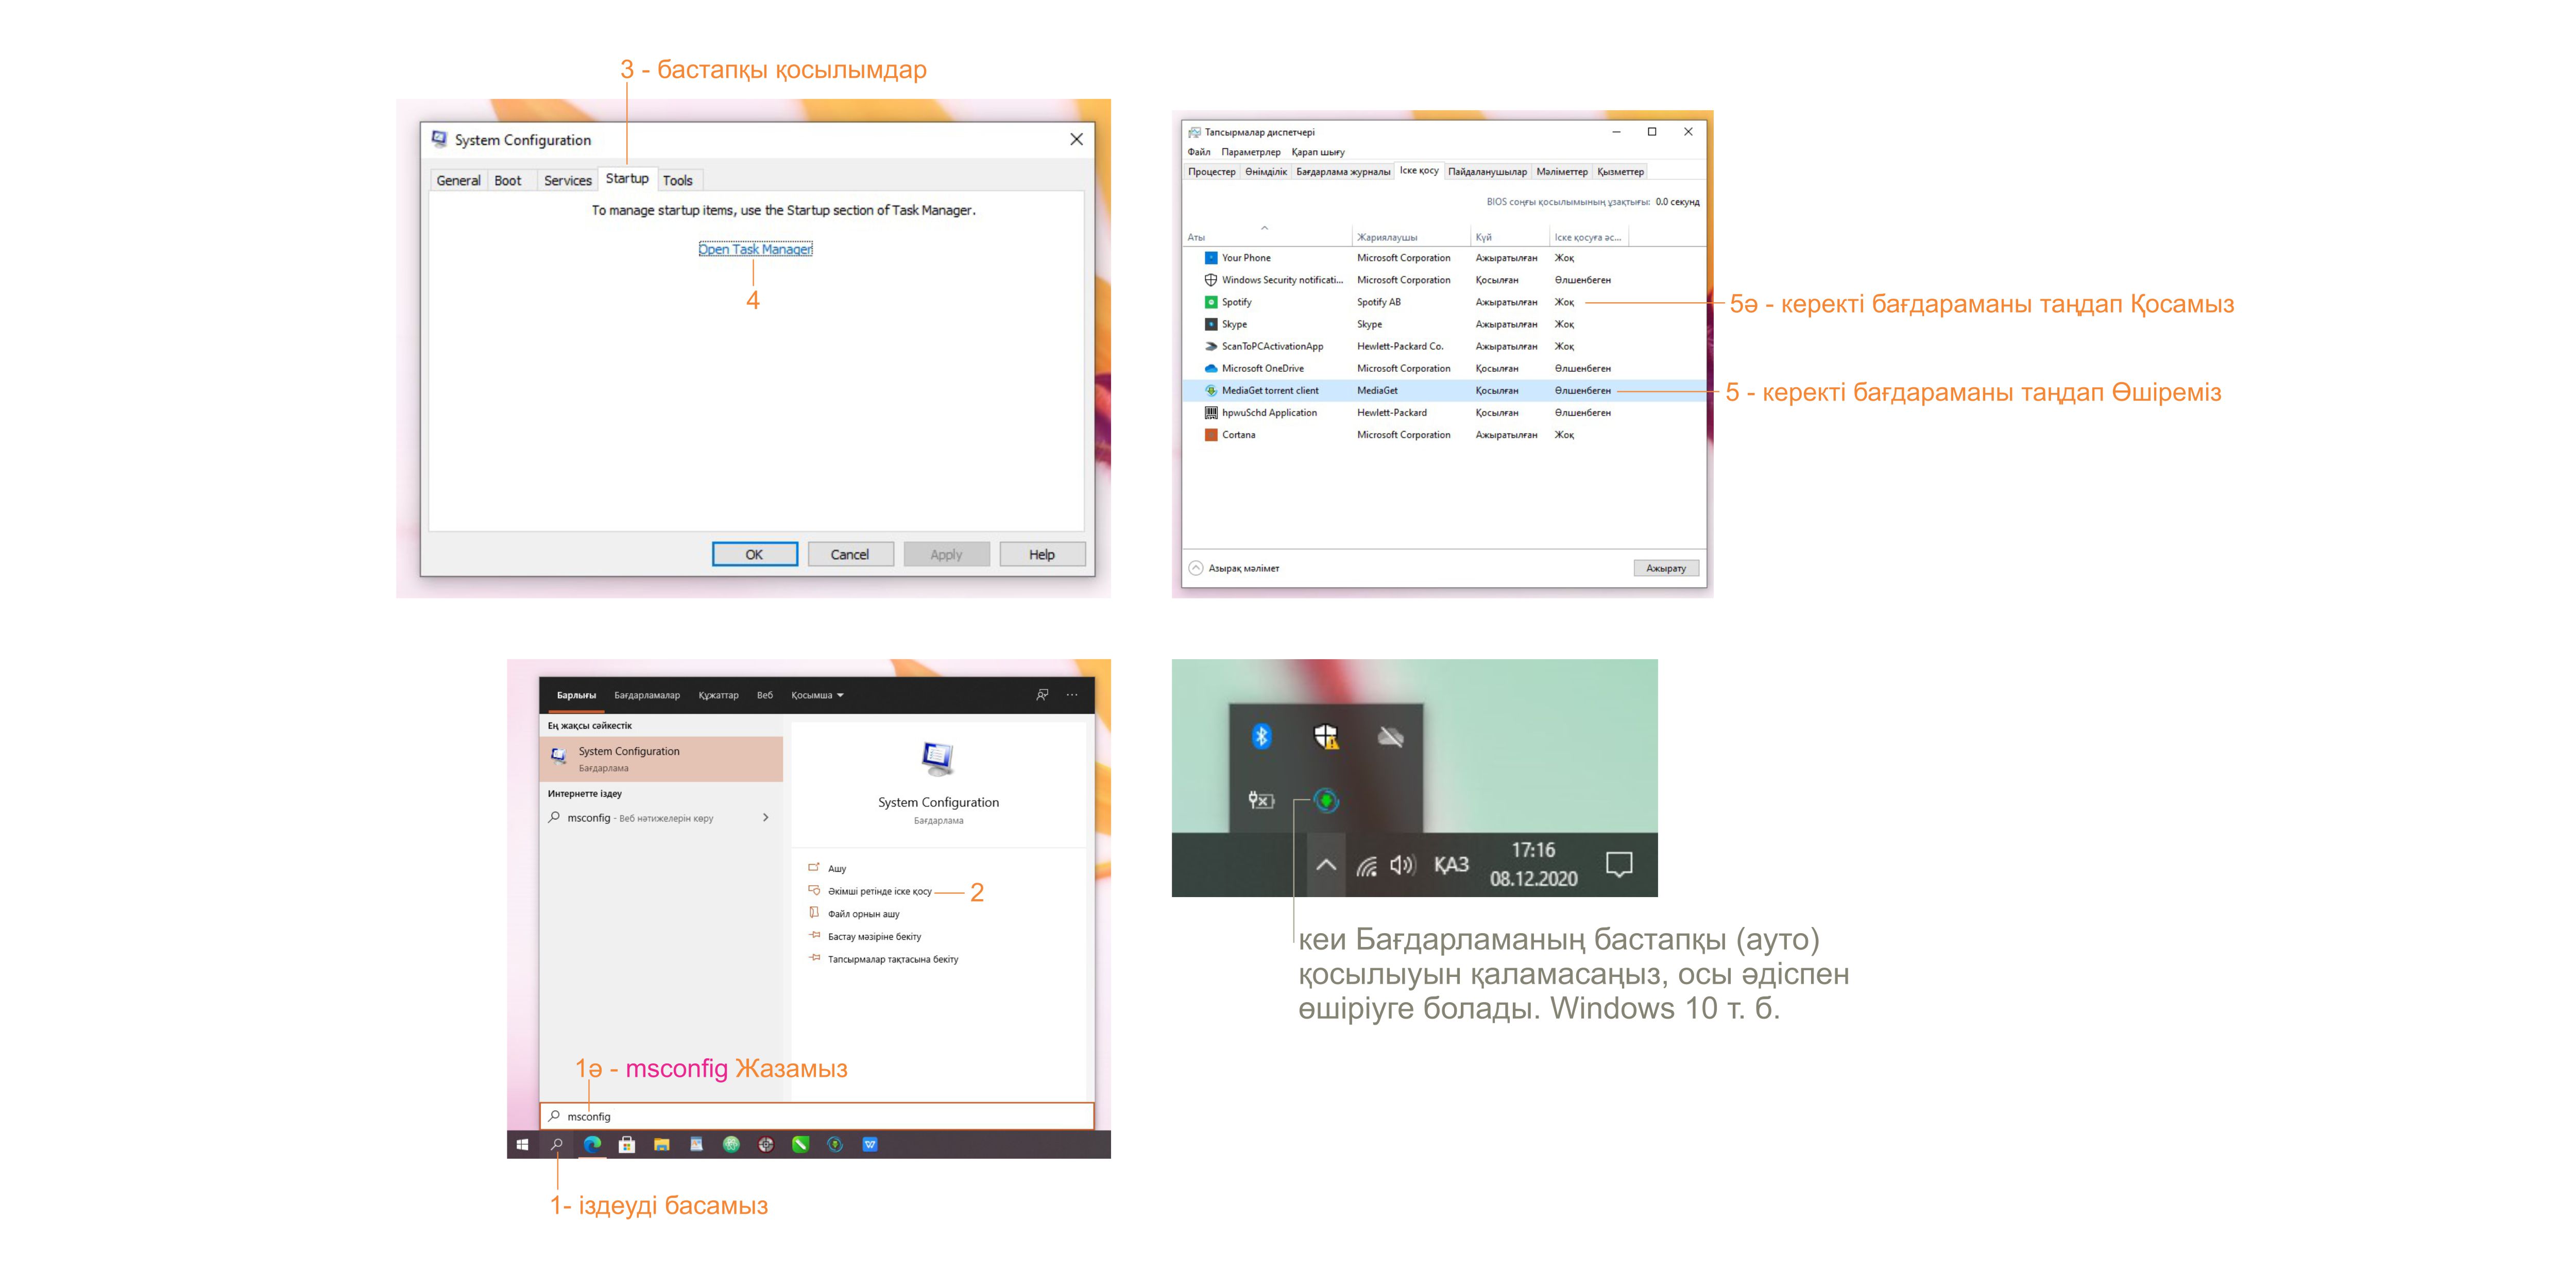 3 - бастапқы қосылымдар
System Configuration
General Boot Services Startup Tools
To manage startup items, use the Startup section of Task Manager.
Open Task Manager
4
OK Cancel Apply Help
Тапсырмалар диспетчері
Файл Параметрлер Қарап шығу
Процестер Өнімділік Бағдарлама журналы Іске қосу Пайдаланушылар Мәліметтер Қызметтер
BIOS соңғы қосылымының ұзақтығы: 0.0 секунд
Аты Жариялаушы Күй Іске қосуға әс...
Your Phone Microsoft Corporation Ажыратылған Жоқ
Windows Security notificati... Microsoft Corporation Қосылған Өлшенбеген
Spotify Spotify AB Ажыратылған Жоқ
Skype Skype Ажыратылған Жоқ
ScanToPCActivationApp Hewlett-Packard Co. Ажыратылған Жоқ
Microsoft OneDrive Microsoft Corporation Қосылған Өлшенбеген
MediaGet torrent client MediaGet Қосылған Өлшенбеген
hpwuSchd Application Hewlett-Packard Қосылған Өлшенбеген
Cortana Microsoft Corporation Ажыратылған Жоқ
Азырақ мәлімет Ажырату
5ә - керекті бағдараманы таңдап Қосамыз
5 - керекті бағдараманы таңдап Өшіреміз
Барлығы Бағдарламалар Құжаттар Веб Қосымша
Ең жақсы сәйкестік
System Configuration
Бағдарлама
Интернетте іздеу
msconfig - Веб нәтижелерін көру
System Configuration
Бағдарлама
Ашу
Әкімші ретінде іске қосу
2
Файл орнын ашу
Бастау мәзіріне бекіту
Тапсырмалар тақтасына бекіту
1ә - msconfig Жазамыз
msconfig
1- іздеуді басамыз
ҚАЗ
17:16
08.12.2020
кеи Бағдарламаның бастапқы (ауто)
қосылыуын қаламасаңыз, осы әдіспен
өшіріуге болады. Windows 10 т. б.